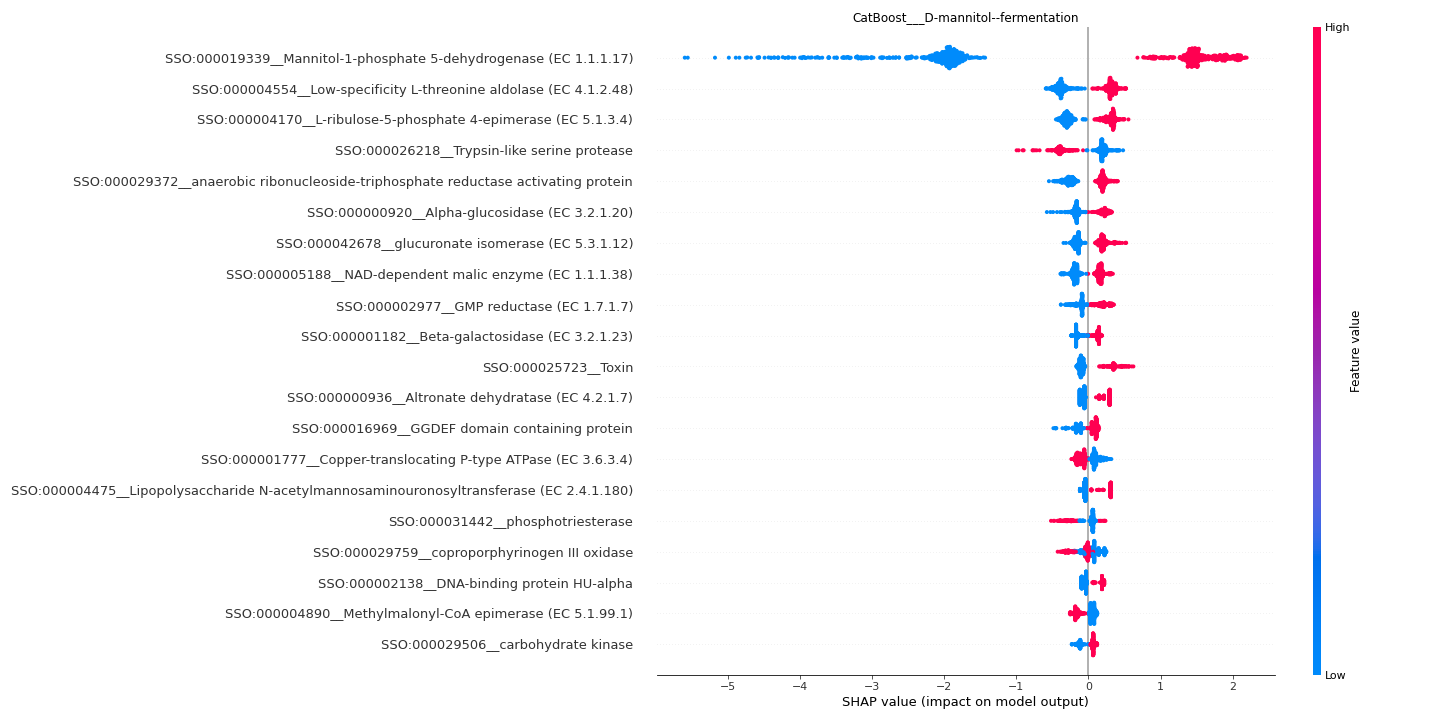 CatBoost___D-mannitol--fermentation
SSO:000019339__Mannitol-1-phosphate 5-dehydrogenase (EC 1.1.1.17)
SSO:000004554__Low-specificity L-threonine aldolase (EC 4.1.2.48)
SSO:000004170__L-ribulose-5-phosphate 4-epimerase (EC 5.1.3.4)
SSO:000026218__Trypsin-like serine protease
SSO:000029372__anaerobic ribonucleoside-triphosphate reductase activating protein
SSO:000000920__Alpha-glucosidase (EC 3.2.1.20)
SSO:000042678__glucuronate isomerase (EC 5.3.1.12)
SSO:000005188__NAD-dependent malic enzyme (EC 1.1.1.38)
SSO:000002977__GMP reductase (EC 1.7.1.7)
SSO:000001182__Beta-galactosidase (EC 3.2.1.23)
SSO:000025723__Toxin
SSO:000000936__Altronate dehydratase (EC 4.2.1.7)
SSO:000016969__GGDEF domain containing protein
SSO:000001777__Copper-translocating P-type ATPase (EC 3.6.3.4)
SSO:000004475__Lipopolysaccharide N-acetylmannosaminouronosyltransferase (EC 2.4.1.180)
SSO:000031442__phosphotriesterase
SSO:000029759__coproporphyrinogen III oxidase
SSO:000002138__DNA-binding protein HU-alpha
SSO:000004890__Methylmalonyl-CoA epimerase (EC 5.1.99.1)
SSO:000029506__carbohydrate kinase
−5 −4 −3 −2 −1 0 1 2
SHAP value (impact on model output)
High
Feature value
Low